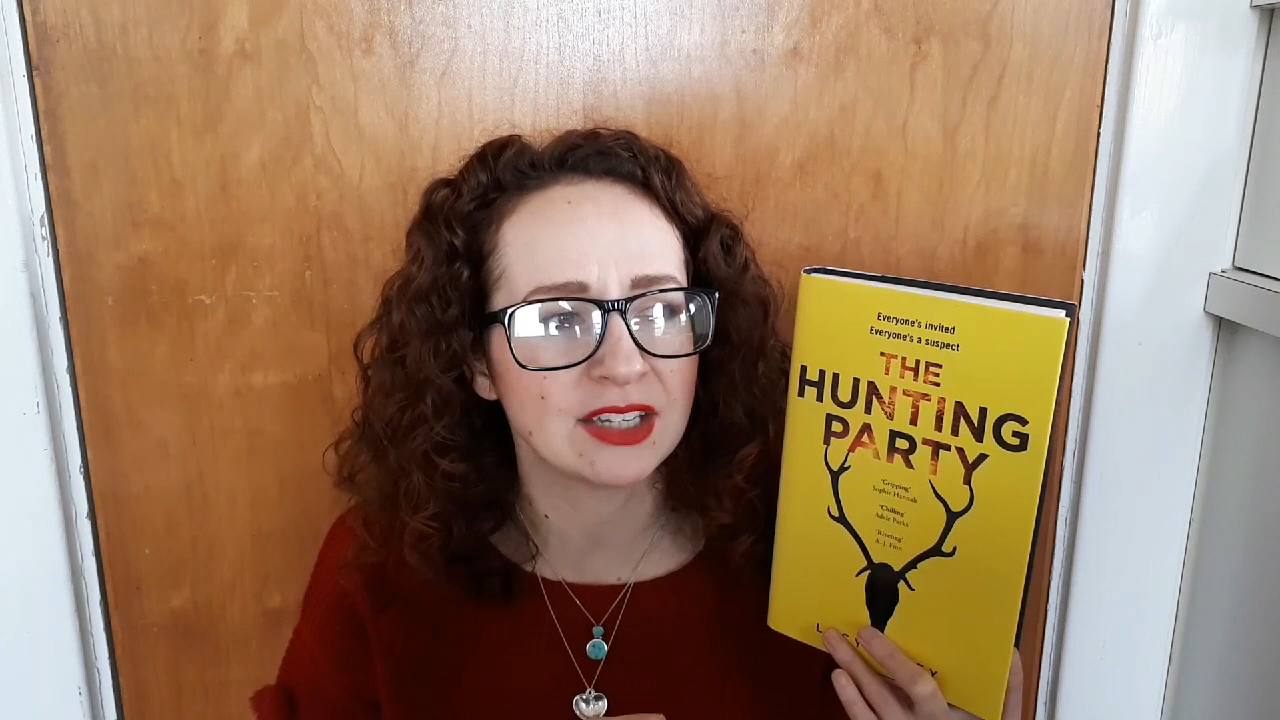 Everyone's invited
Everyone's a suspect
THE
HUNTING
PARTY
'Gripping'
Sophie Hannah
'Chilling'
Adele Parks
'Riveting'
A. J. Finn